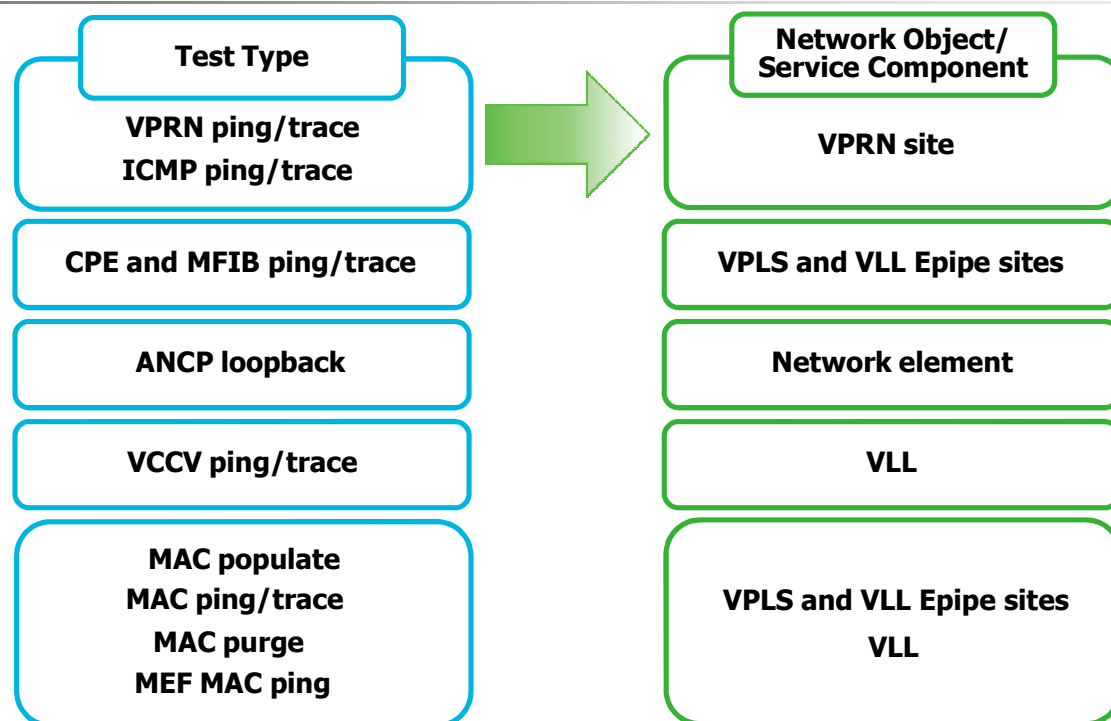 Test Type
VPRN ping/trace
ICMP ping/trace
Network Object/
Service Component
VPRN site
CPE and MFIB ping/trace
VPLS and VLL Epipe sites
ANCP loopback
Network element
VCCV ping/trace
VLL
MAC populate
MAC ping/trace
MAC purge
MEF MAC ping
VPLS and VLL Epipe sites
VLL